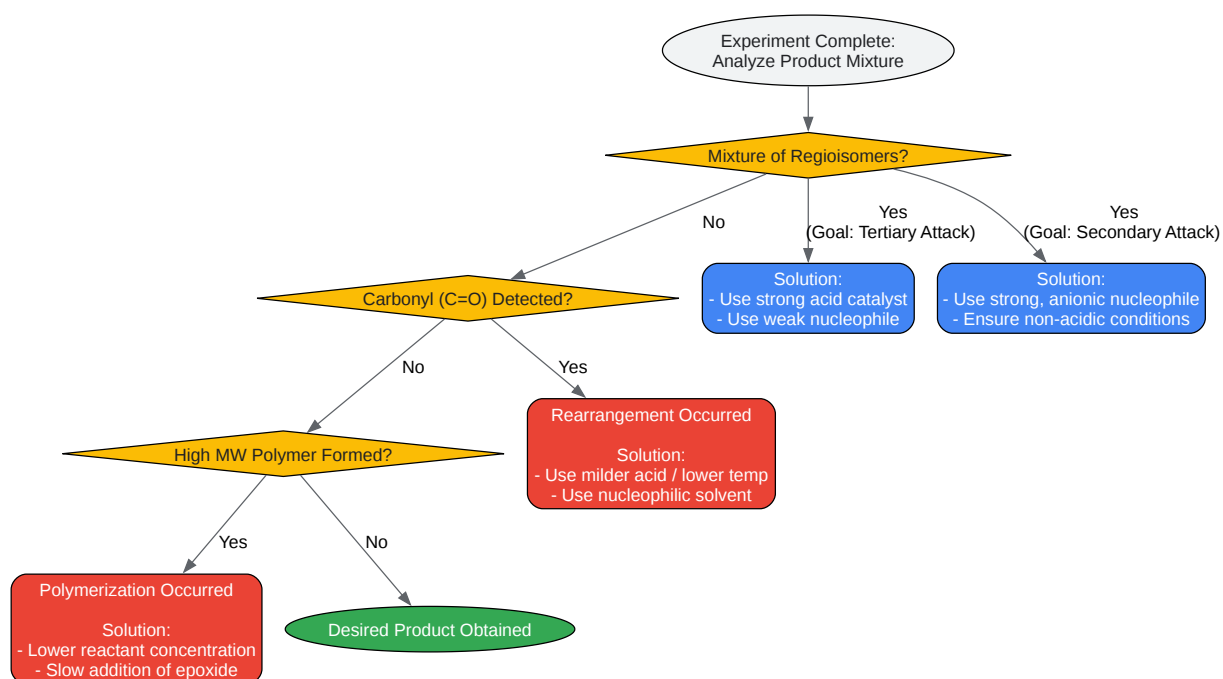 Experiment Complete:
Analyze Product Mixture
Mixture of Regioisomers?
No
Yes
(Goal: Tertiary Attack)
Yes
(Goal: Secondary Attack)
Carbonyl (C=O) Detected?
Solution:
- Use strong acid catalyst
- Use weak nucleophile
Solution:
- Use strong, anionic nucleophile
- Ensure non-acidic conditions
No
Yes
High MW Polymer Formed?
Rearrangement Occurred
Solution:
- Use milder acid / lower temp
- Use nucleophilic solvent
Yes
No
Polymerization Occurred
Solution:
- Lower reactant concentration
- Slow addition of epoxide
Desired Product Obtained